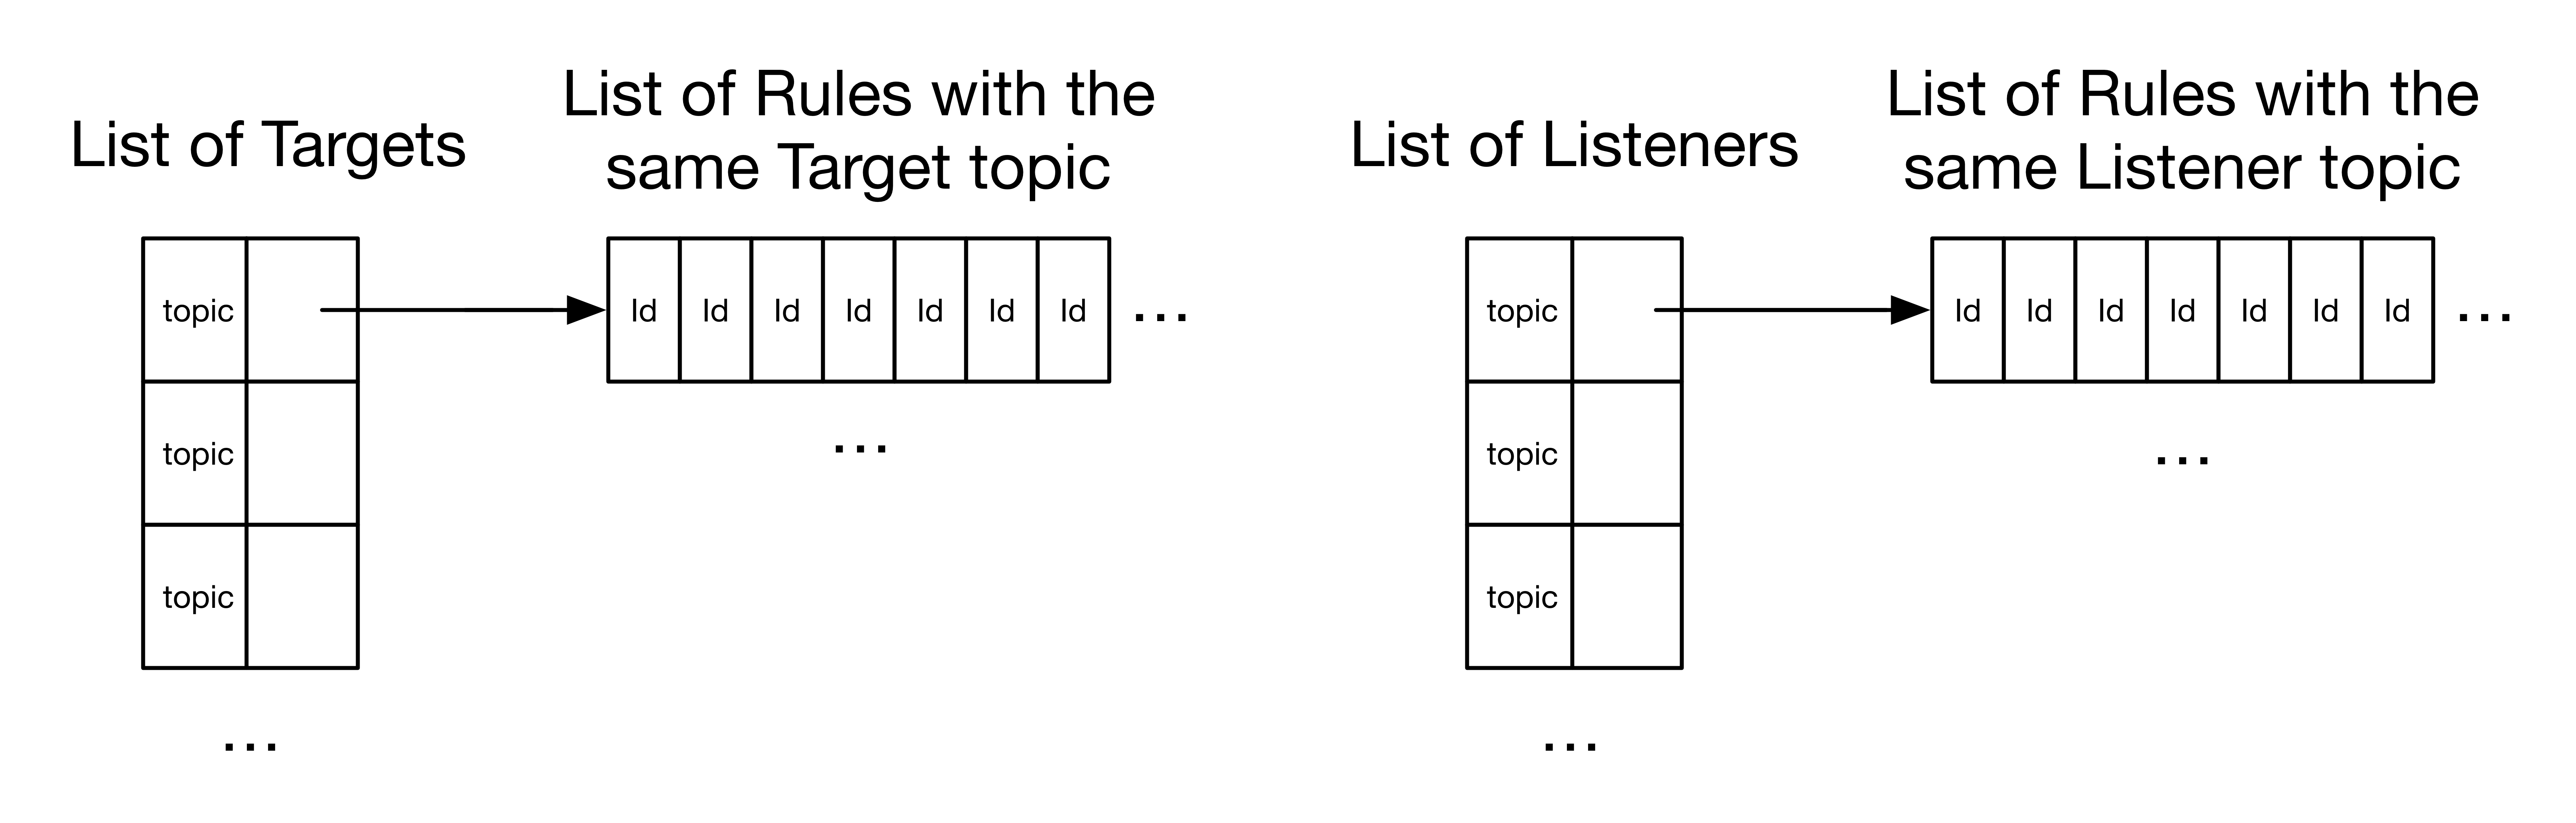 List of Targets
List of Rules with the
same Target topic
topic
Id Id Id Id Id Id Id ...
...
topic
topic
...
List of Listeners
List of Rules with the
same Listener topic
topic
Id Id Id Id Id Id Id ...
...
topic
topic
...